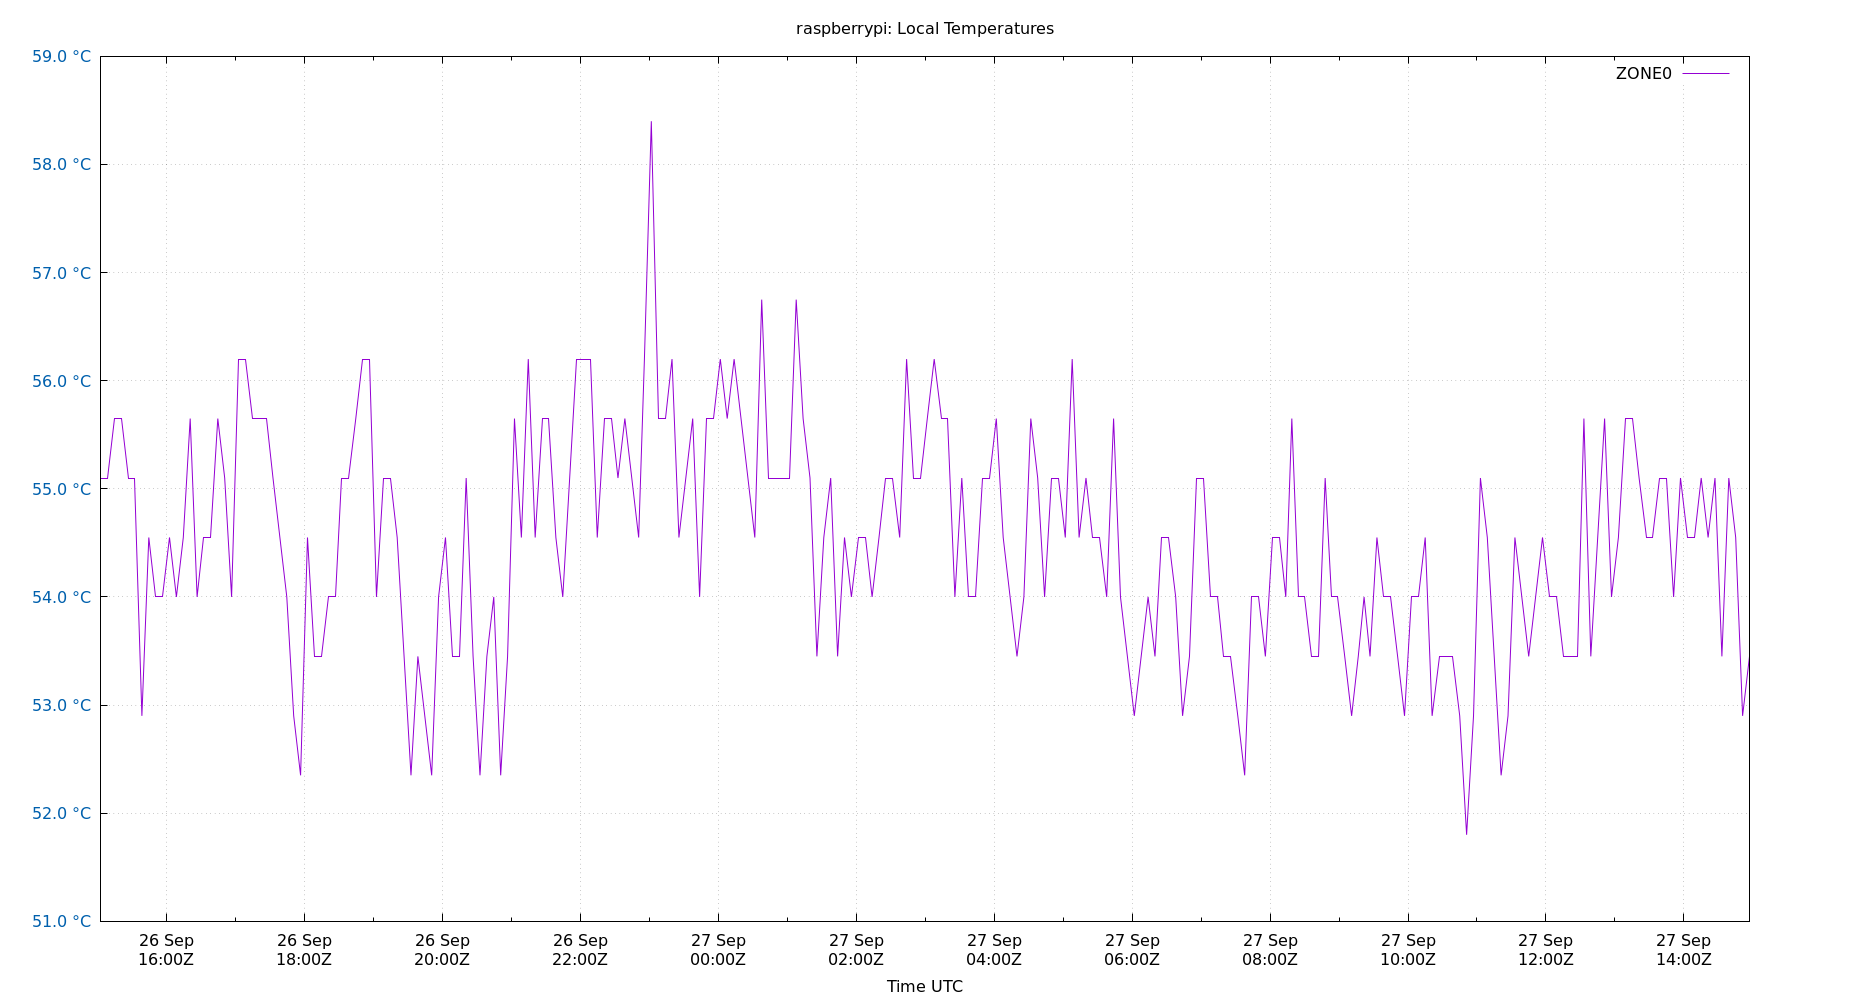 raspberrypi: Local Temperatures
59.0 °C
ZONE0
58.0 °C
57.0 °C
56.0 °C
55.0 °C
54.0 °C
53.0 °C
52.0 °C
51.0 °C
26 Sep 26 Sep 26 Sep 26 Sep 27 Sep 27 Sep 27 Sep 27 Sep 27 Sep 27 Sep 27 Sep 27 Sep
16:00Z 18:00Z 20:00Z 22:00Z 00:00Z 02:00Z 04:00Z 06:00Z 08:00Z 10:00Z 12:00Z 14:00Z
Time UTC